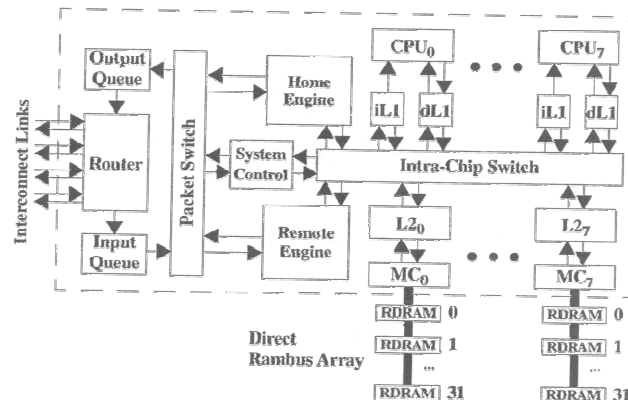 CPU0
CPU7
Output
Queue
Home
Engine
iL1
dL1
iL1
dL1
Interconnect Links
Router
Packet Switch
System
Control
Intra-Chip Switch
Input
Queue
Remote
Engine
L20
L27
MC0
MC7
Direct
Rambus Array
RDRAM 0
RDRAM 1
...
RDRAM 31
RDRAM 0
RDRAM 1
...
RDRAM 31